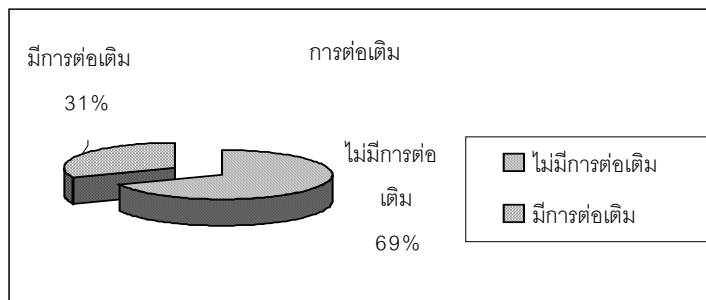 การต่อเติม
มีการต่อเติม
31%
ไม่มีการต่อ
เติม
69%
ไม่มีการต่อเติม
มีการต่อเติม